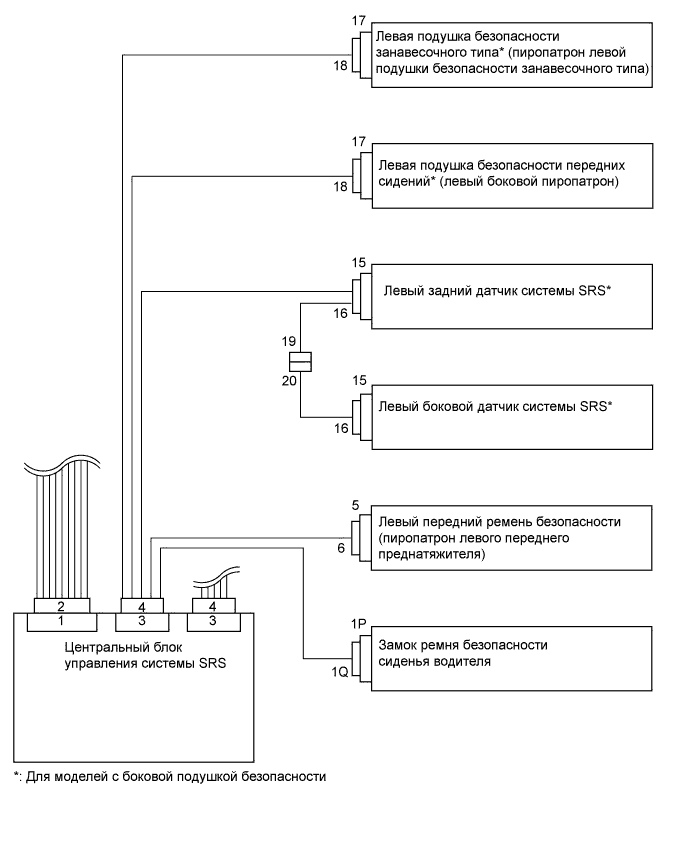 17
Левая подушка безопасности
занавесочного типа* (пиропатрон левой
18
подушки безопасности занавесочного типа)
17
Левая подушка безопасности передних
18
сидений* (левый боковой пиропатрон)
15
Левый задний датчик системы SRS*
16
19
20
15
Левый боковой датчик системы SRS*
16
5
Левый передний ремень безопасности
(пиропатрон левого переднего
6
преднатяжителя)
2 4 4
1 3 3
1P
Замок ремня безопасности
сиденья водителя
1Q
Центральный блок
управления системы SRS
*: Для моделей с боковой подушкой безопасности